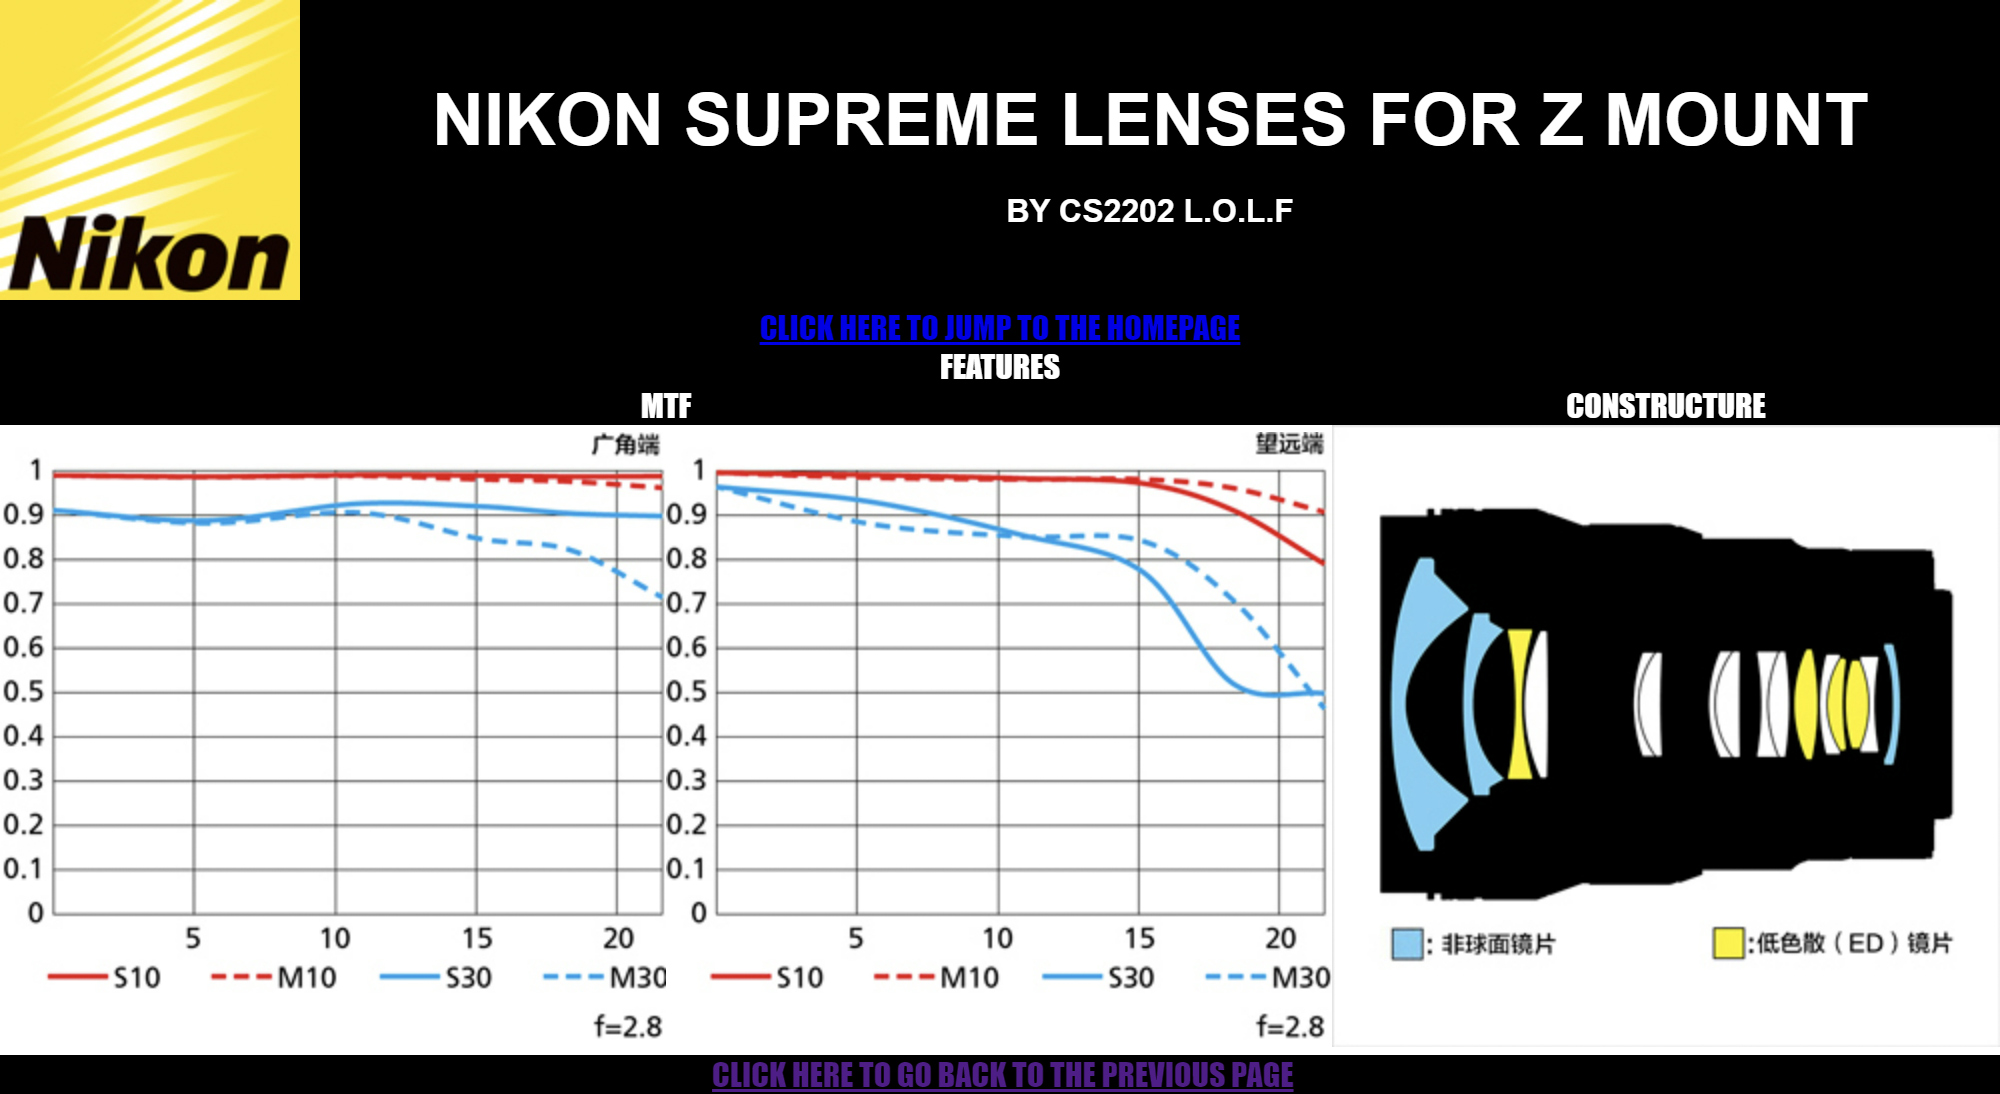 Nikon
NIKON SUPREME LENSES FOR Z MOUNT
BY CS2202 L.O.L.F
CLICK HERE TO JUMP TO THE HOMEPAGE
FEATURES
MTF
CONSTRUCTURE
广角端
1
0.9
0.8
0.7
0.6
0.5
0.4
0.3
0.2
0.1
0
5 10 15 20
S10 M10 S30 M30
f=2.8
望远端
1
0.9
0.8
0.7
0.6
0.5
0.4
0.3
0.2
0.1
0
5 10 15 20
S10 M10 S30 M30
f=2.8
: 非球面镜片
:低色散（ED）镜片
CLICK HERE TO GO BACK TO THE PREVIOUS PAGE